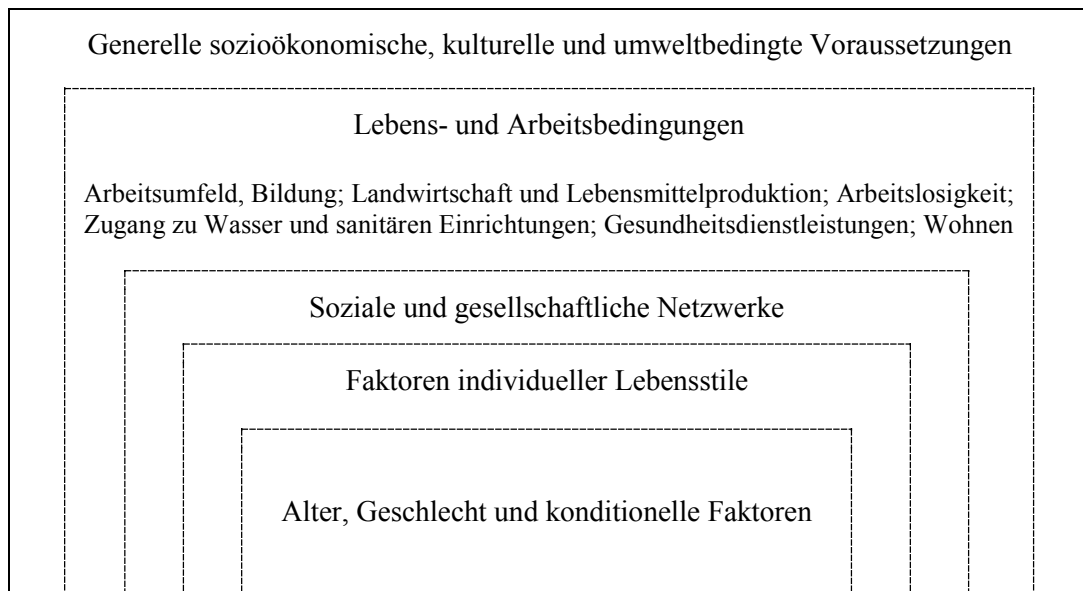 Generelle sozioökonomische, kulturelle und umweltbedingte Voraussetzungen
Lebens- und Arbeitsbedingungen
Arbeitsumfeld, Bildung; Landwirtschaft und Lebensmittelproduktion; Arbeitslosigkeit;
Zugang zu Wasser und sanitären Einrichtungen; Gesundheitsdienstleistungen; Wohnen
Soziale und gesellschaftliche Netzwerke
Faktoren individueller Lebensstile
Alter, Geschlecht und konditionelle Faktoren